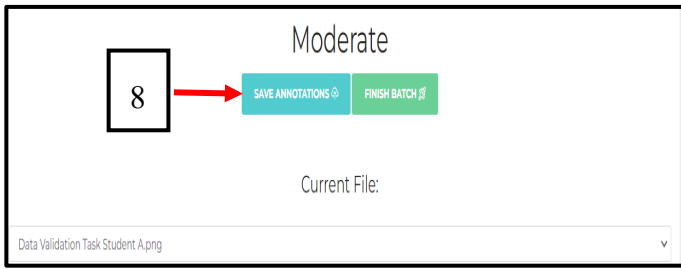 Moderate
8
SAVE ANNOTATIONS FINISH BATCH
Current File:
Data Validation Task Student A.png